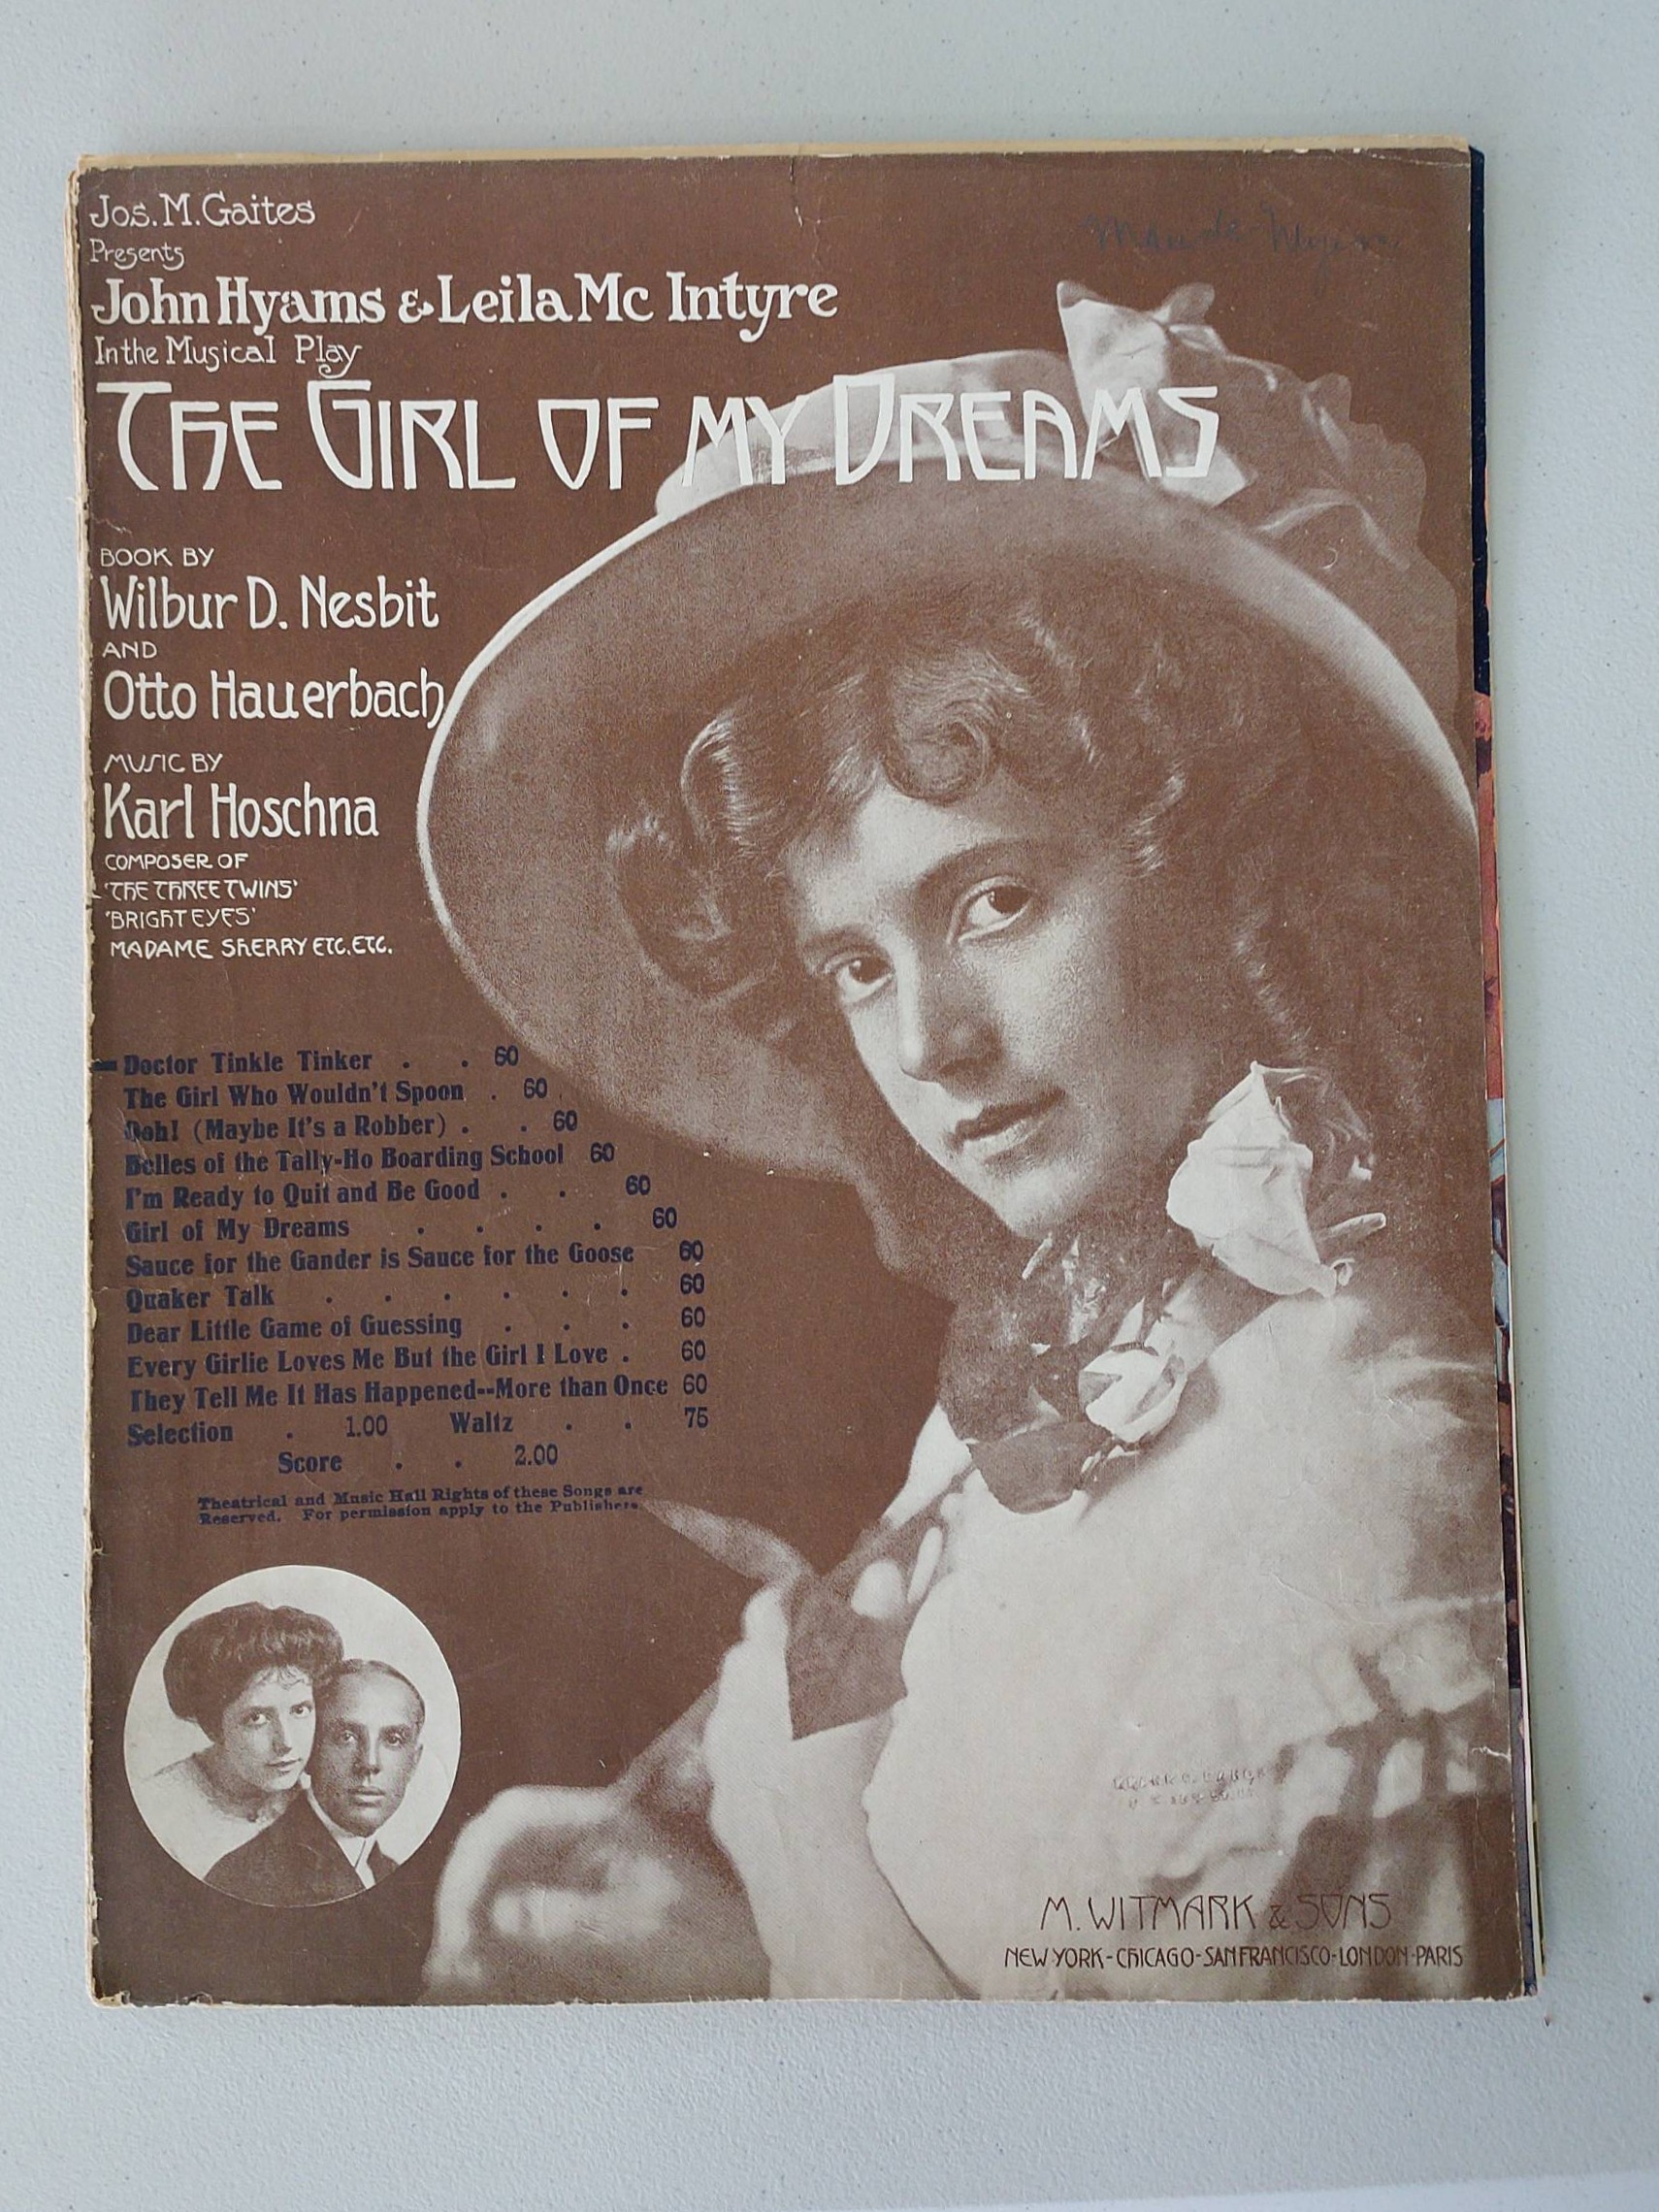 Jos. M. Gaites
Presents
John Hyams & Leila Mc Intyre
In the Musical Play
THE GIRL OF MY DREAMS
BOOK BY
Wilbur D. Nesbit
AND
Otto Hauerbach
MUSIC BY
Karl Hoschna
COMPOSER OF
'THE THREE TWINS'
'BRIGHT EYES'
MADAME SHERRY ETC. ETC.
Doctor Tinkle Tinker . . 60
The Girl Who Wouldn't Spoon . 60
Ooh! (Maybe It's a Robber) . . 60
Belles of the Tally-Ho Boarding School 60
I'm Ready to Quit and Be Good . . 60
Girl of My Dreams . . . . 60
Sauce for the Gander is Sauce for the Goose 60
Quaker Talk . . . . . . 60
Dear Little Game of Guessing . . . 60
Every Girlie Loves Me But the Girl I Love . 60
They Tell Me It Has Happened--More than Once 60
Selection . 1.00 Waltz . . 75
Score . . 2.00
Theatrical and Music Hall Rights of these Songs are
Reserved. For permission apply to the Publishers.
M. WITMARK & SONS
NEW YORK - CHICAGO - SAN FRANCISCO - LONDON - PARIS